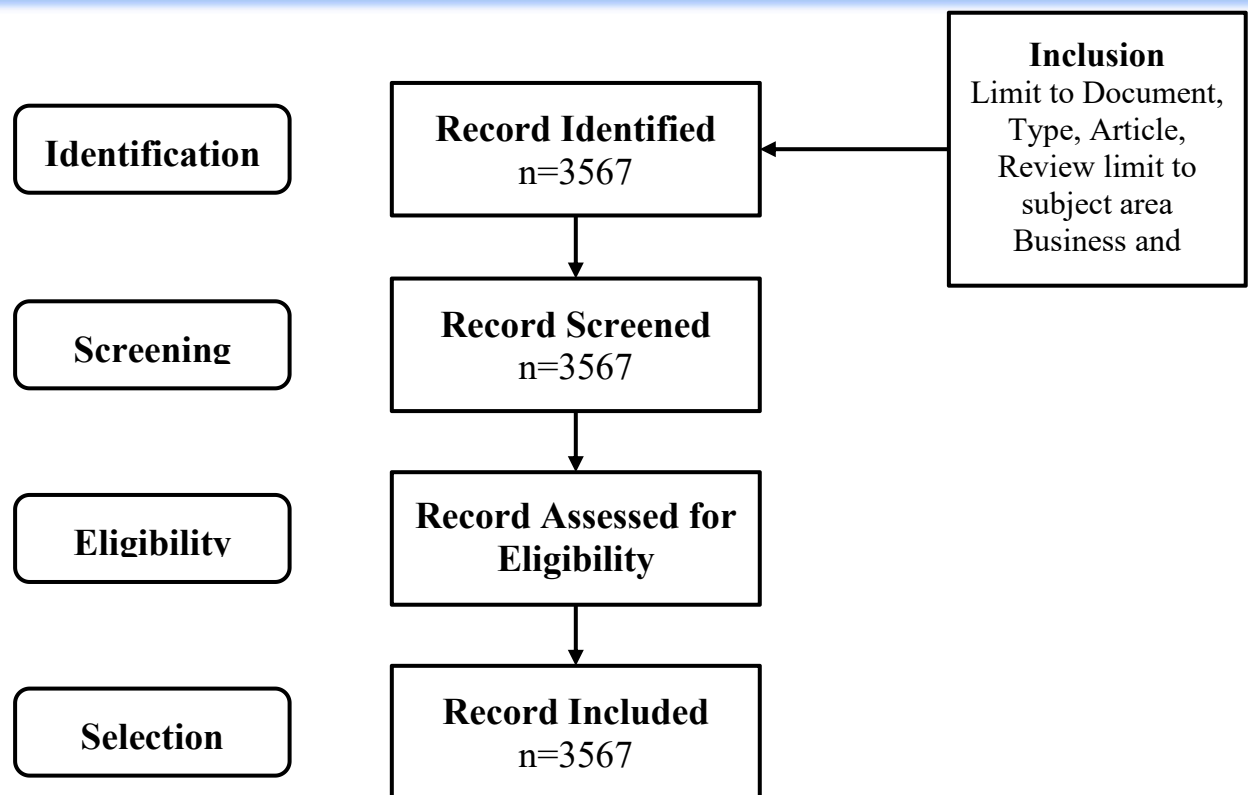 Inclusion
Limit to Document,
Type, Article,
Review limit to
subject area
Business and
Identification
Record Identified
n=3567
Screening
Record Screened
n=3567
Eligibility
Record Assessed for
Eligibility
Selection
Record Included
n=3567